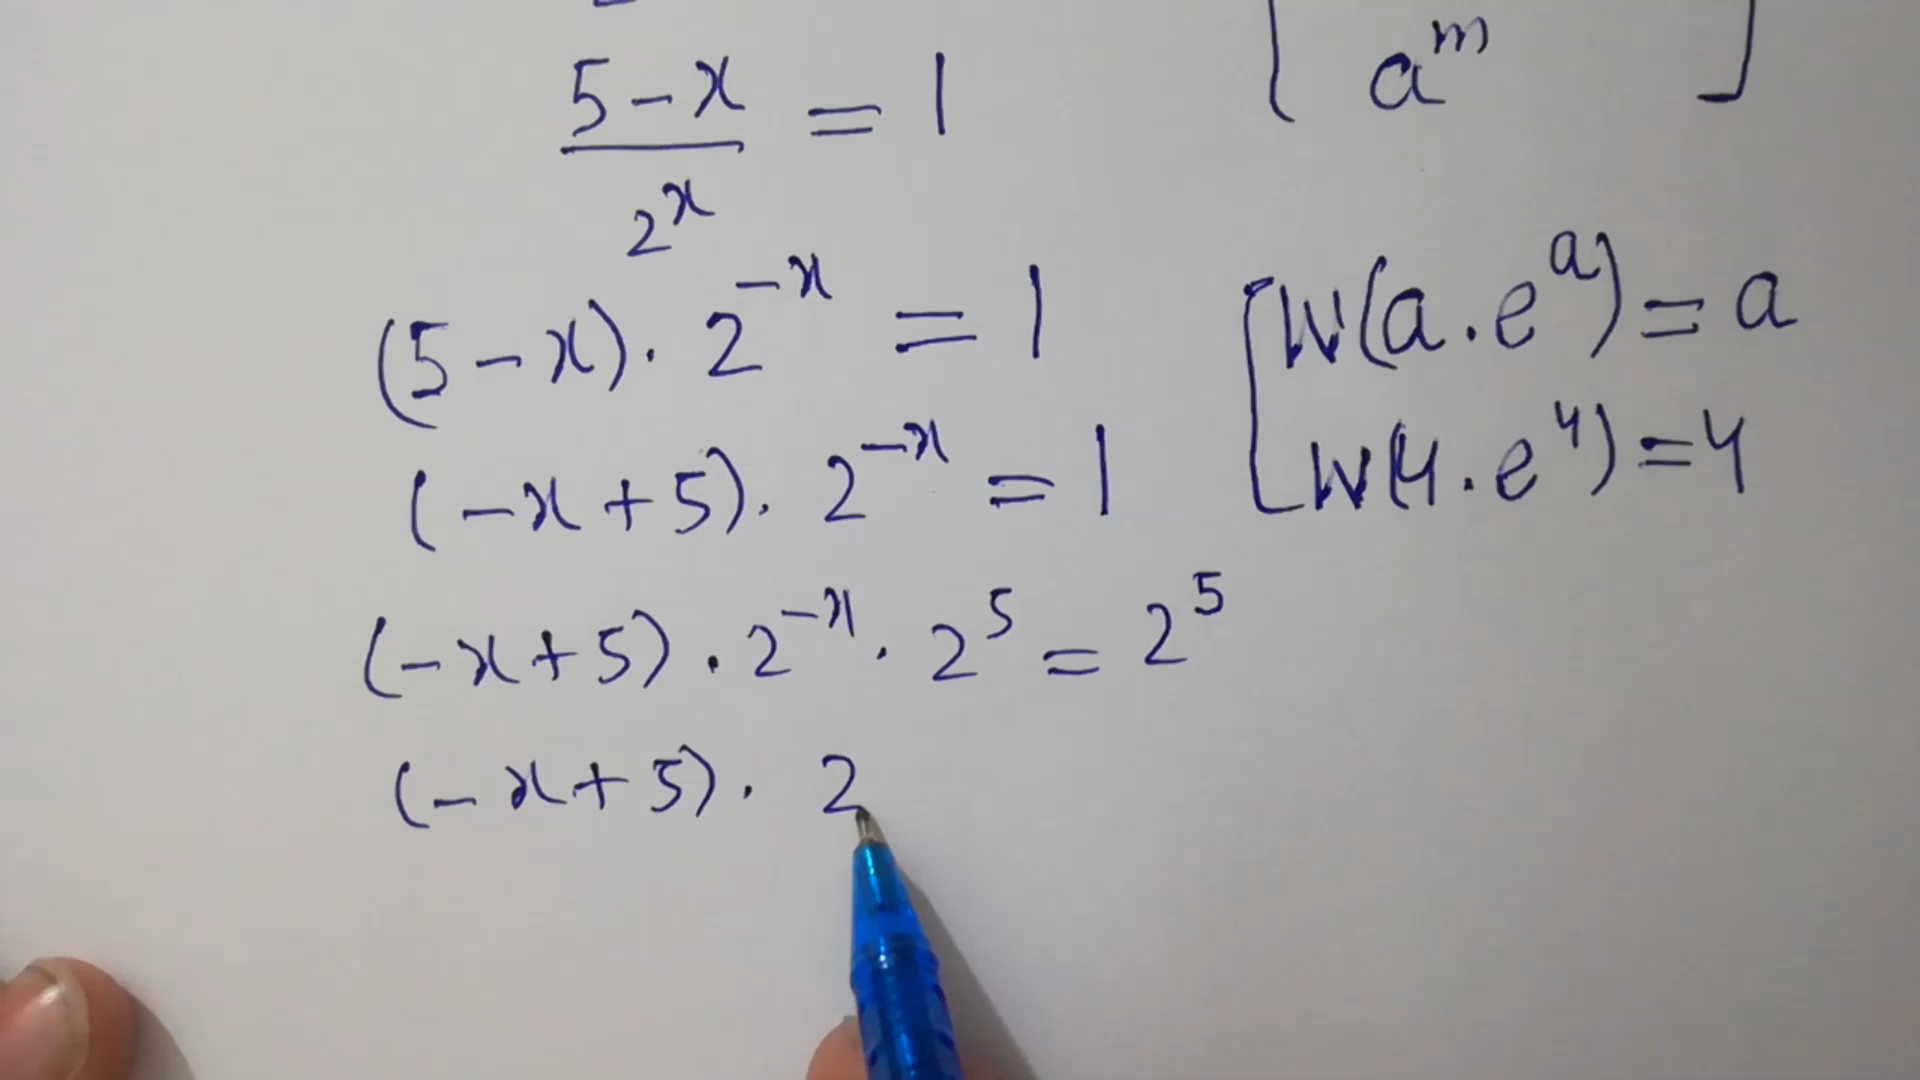 a^m
(5-x)/2^x = 1
(5-x) · 2^-x = 1
[W(a · e^a) = a
(-x+5) · 2^-x = 1
W(4 · e^4) = 4
(-x+5) · 2^-x · 2^5 = 2^5
(-x+5) · 2